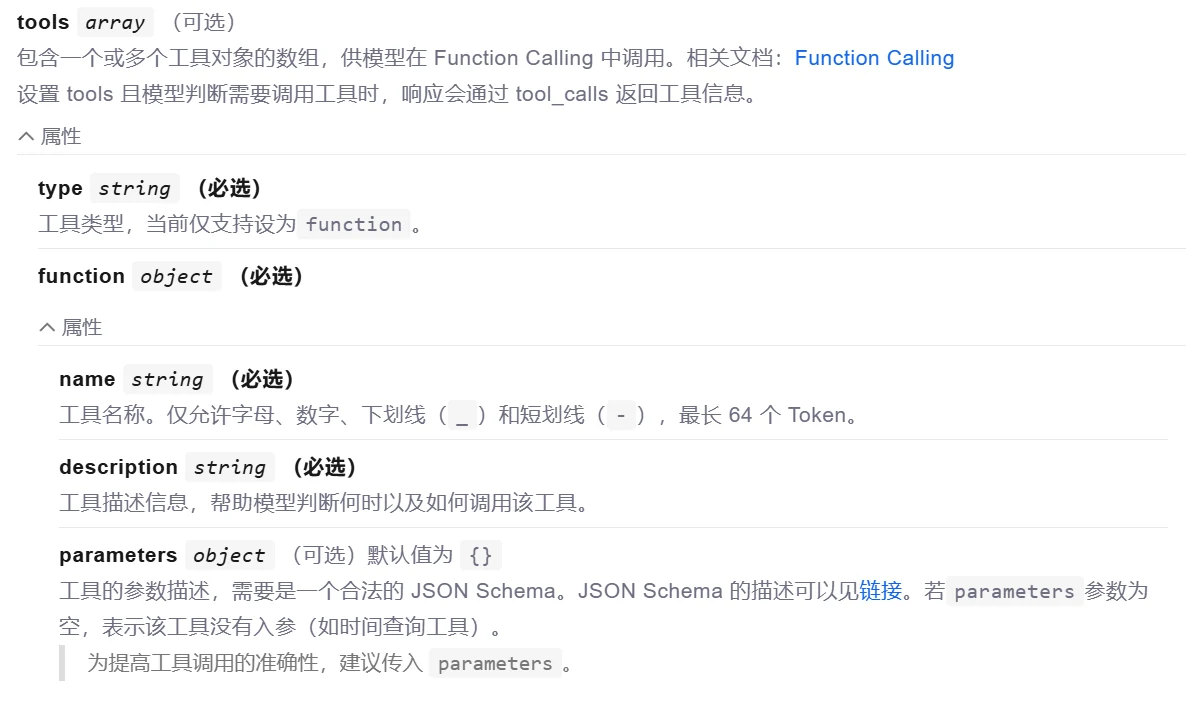 tools array （可选）
包含一个或多个工具对象的数组，供模型在 Function Calling 中调用。相关文档：Function Calling
设置 tools 且模型判断需要调用工具时，响应会通过 tool_calls 返回工具信息。
属性
type string （必选）
工具类型，当前仅支持设为 function 。
function object （必选）
属性
name string （必选）
工具名称。仅允许字母、数字、下划线（ _ ）和短划线（ - ），最长 64 个 Token。
description string （必选）
工具描述信息，帮助模型判断何时以及如何调用该工具。
parameters object （可选）默认值为 {}
工具的参数描述，需要是一个合法的 JSON Schema。JSON Schema 的描述可以见链接。若 parameters 参数为
空，表示该工具没有入参（如时间查询工具）。
为提高工具调用的准确性，建议传入 parameters 。